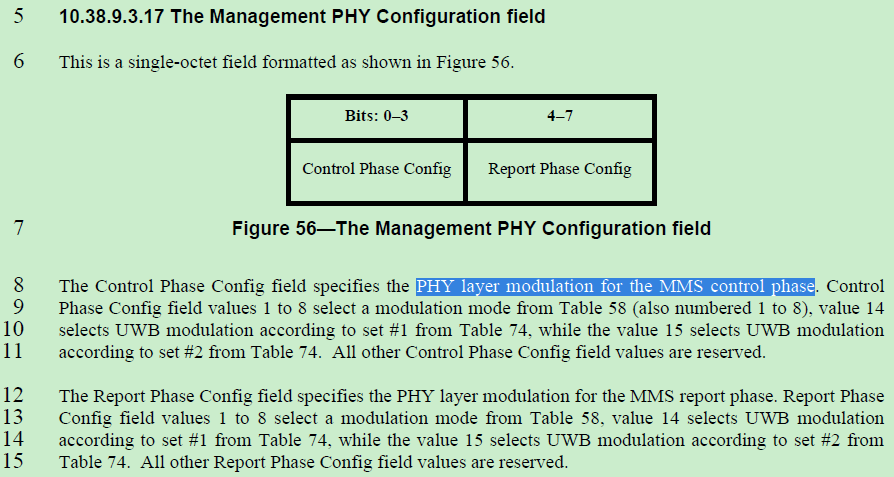 5 10.38.9.3.17 The Management PHY Configuration field
6 This is a single-octet field formatted as shown in Figure 56.
Bits: 0–3 4–7
Control Phase Config Report Phase Config
7 Figure 56—The Management PHY Configuration field
8 The Control Phase Config field specifies the PHY layer modulation for the MMS control phase. Control
9 Phase Config field values 1 to 8 select a modulation mode from Table 58 (also numbered 1 to 8), value 14
10 selects UWB modulation according to set #1 from Table 74, while the value 15 selects UWB modulation
11 according to set #2 from Table 74. All other Control Phase Config field values are reserved.
12 The Report Phase Config field specifies the PHY layer modulation for the MMS report phase. Report Phase
13 Config field values 1 to 8 select a modulation mode from Table 58, value 14 selects UWB modulation
14 according to set #1 from Table 74, while the value 15 selects UWB modulation according to set #2 from
15 Table 74. All other Report Phase Config field values are reserved.